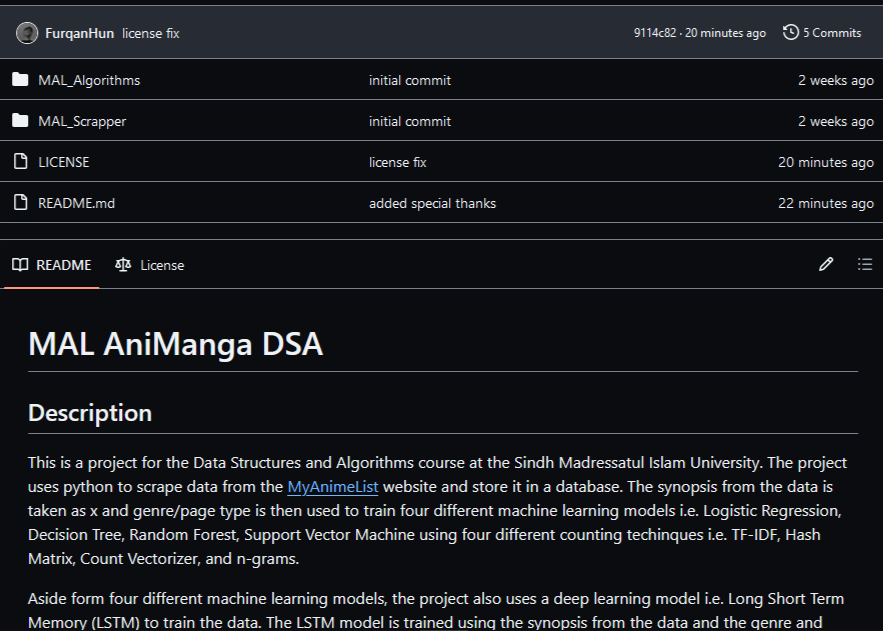 FurqanHun license fix 9114c82 · 20 minutes ago 5 Commits
MAL_Algorithms initial commit 2 weeks ago
MAL_Scrapper initial commit 2 weeks ago
LICENSE license fix 20 minutes ago
README.md added special thanks 22 minutes ago
README License
MAL AniManga DSA
Description
This is a project for the Data Structures and Algorithms course at the Sindh Madressatul Islam University. The project
uses python to scrape data from the MyAnimeList website and store it in a database. The synopsis from the data is
taken as x and genre/page type is then used to train four different machine learning models i.e. Logistic Regression,
Decision Tree, Random Forest, Support Vector Machine using four different counting techinques i.e. TF-IDF, Hash
Matrix, Count Vectorizer, and n-grams.
Aside form four different machine learning models, the project also uses a deep learning model i.e. Long Short Term
Memory (LSTM) to train the data. The LSTM model is trained using the synopsis from the data and the genre and